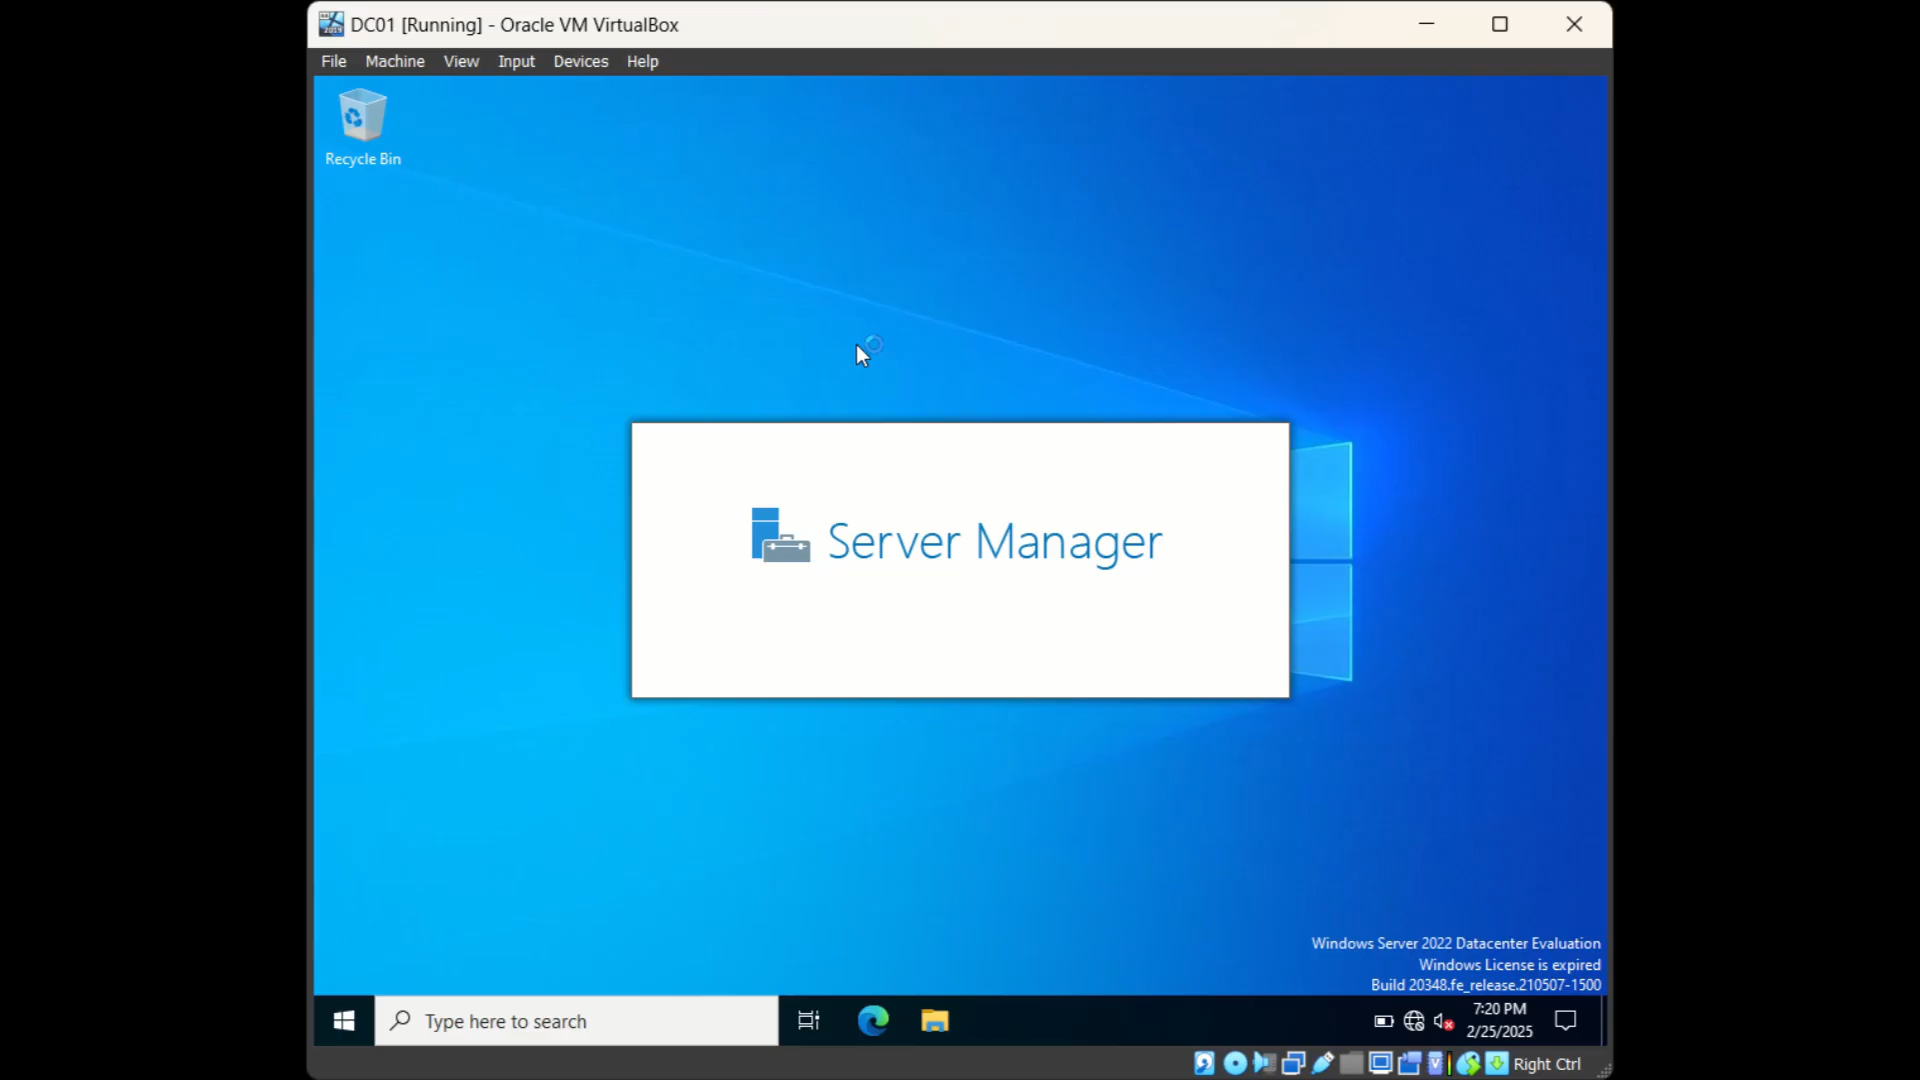 DC01 [Running] - Oracle VM VirtualBox
File Machine View Input Devices Help
Recycle Bin
Server Manager
Windows Server 2022 Datacenter Evaluation
Windows License is expired
Build 20348.fe_release.210507-1500
Type here to search
7:20 PM
2/25/2025
Right Ctrl